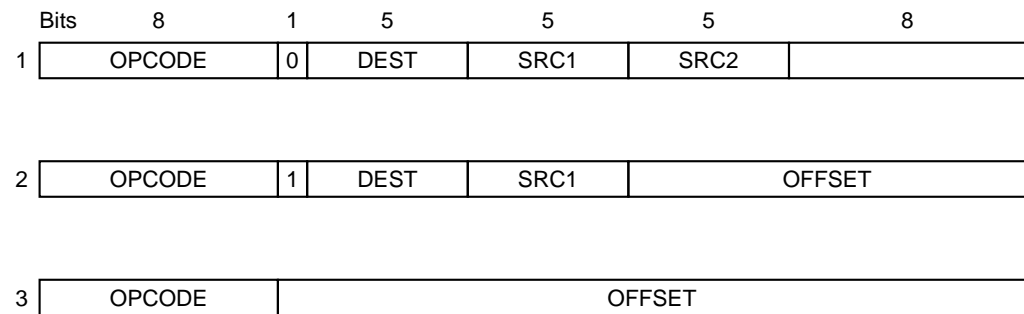 Bits 8 1 5 5 5 8
1 OPCODE 0 DEST SRC1 SRC2
2 OPCODE 1 DEST SRC1 OFFSET
3 OPCODE OFFSET